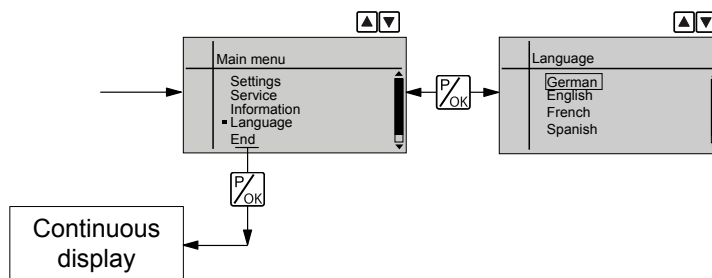 Main menu
Settings
Service
Information
Language
End
P/OK
Language
German
English
French
Spanish
P/OK
Continuous
display